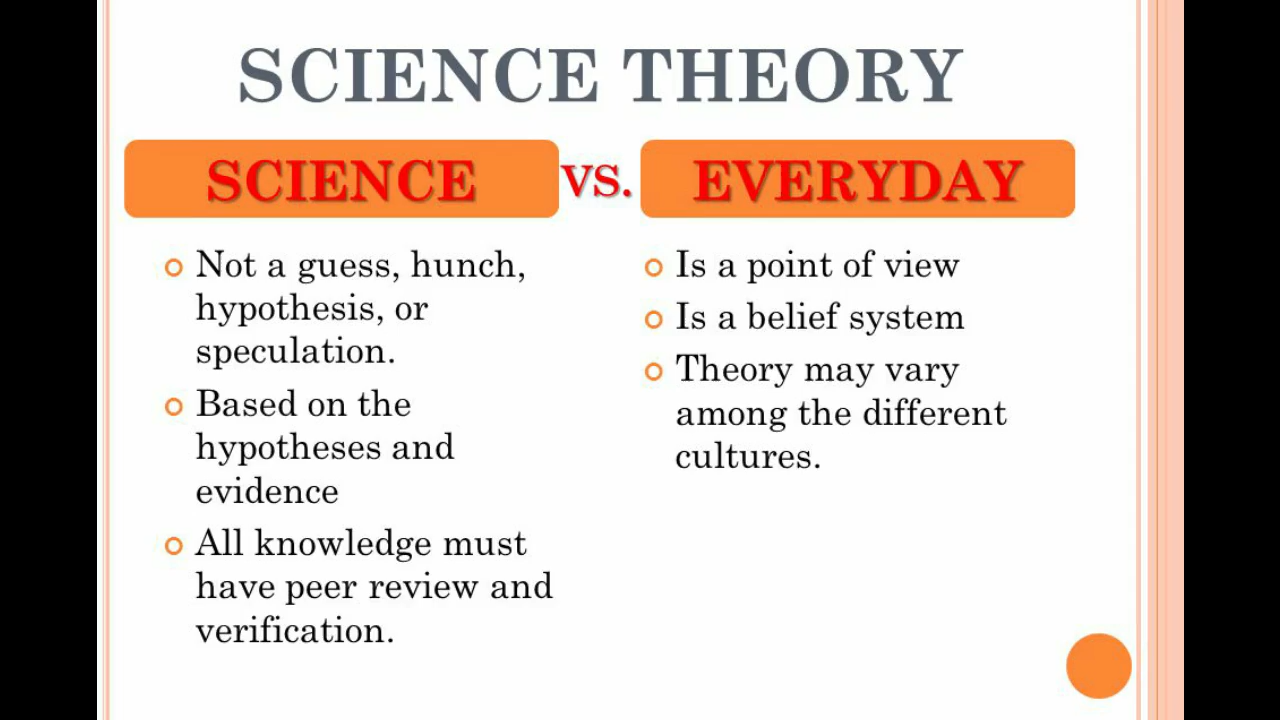 SCIENCE THEORY
SCIENCE VS. EVERYDAY
Not a guess, hunch,
hypothesis, or
speculation.
Based on the
hypotheses and
evidence
All knowledge must
have peer review and
verification.
Is a point of view
Is a belief system
Theory may vary
among the different
cultures.